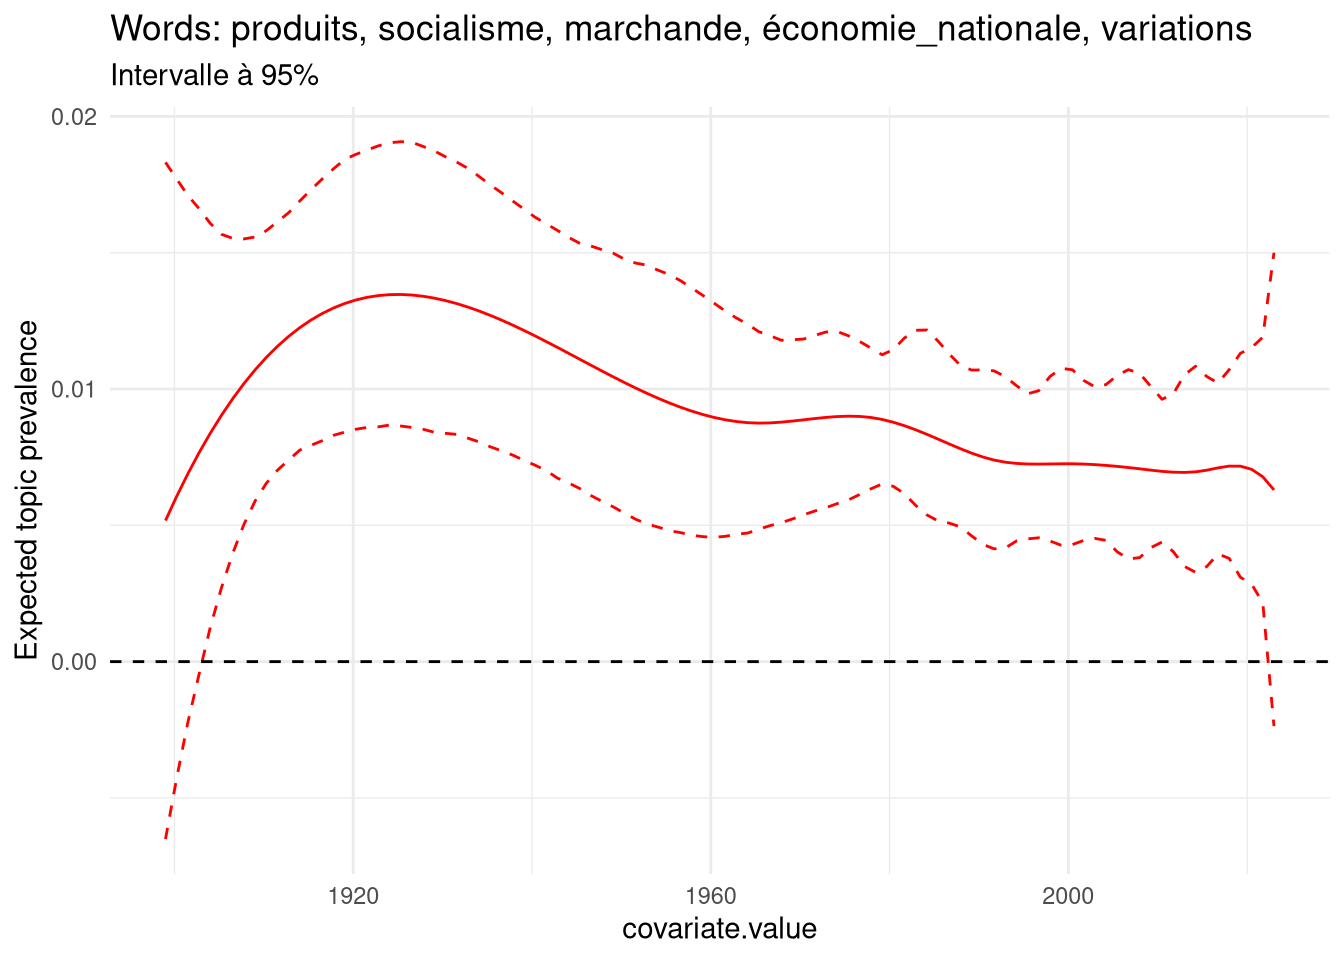 Words: produits, socialisme, marchande, économie_nationale, variations
Intervalle à 95%
0.02
0.01
0.00
Expected topic prevalence
1920 1960 2000
covariate.value